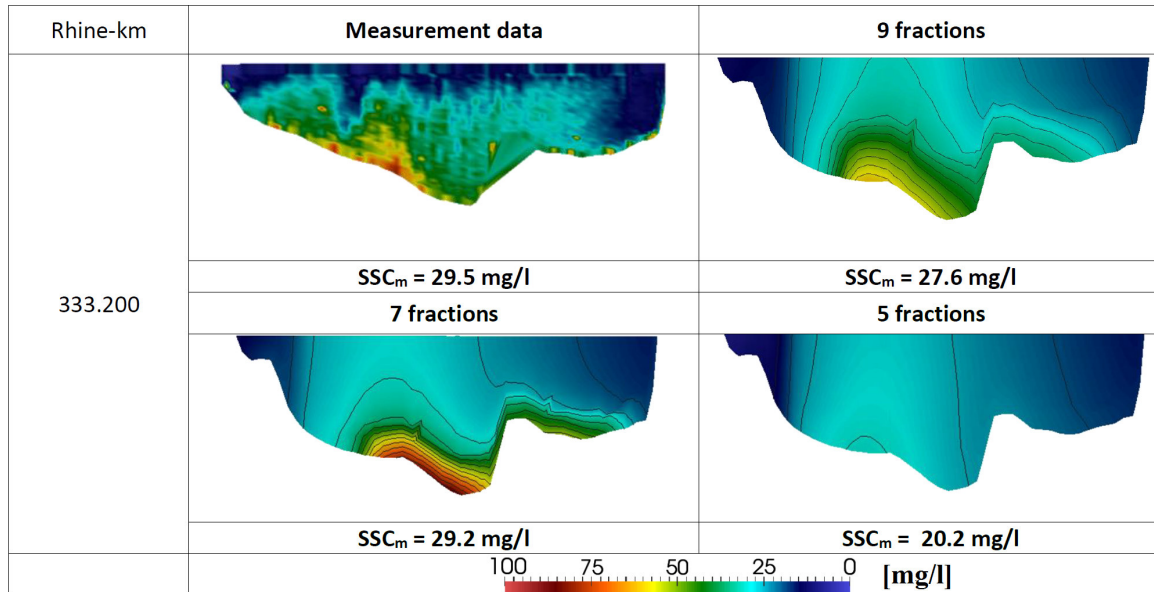 Rhine-km
Measurement data
9 fractions
333.200
SSCₘ = 29.5 mg/l
SSCₘ = 27.6 mg/l
7 fractions
5 fractions
SSCₘ = 29.2 mg/l
SSCₘ = 20.2 mg/l
100 75 50 25 0 [mg/l]